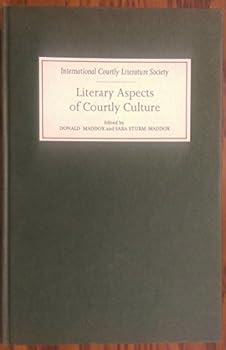 International Courtly Literature Society
Literary Aspects
of Courtly Culture
Edited by
DONALD MADDOX and SARA STURM-MADDOX